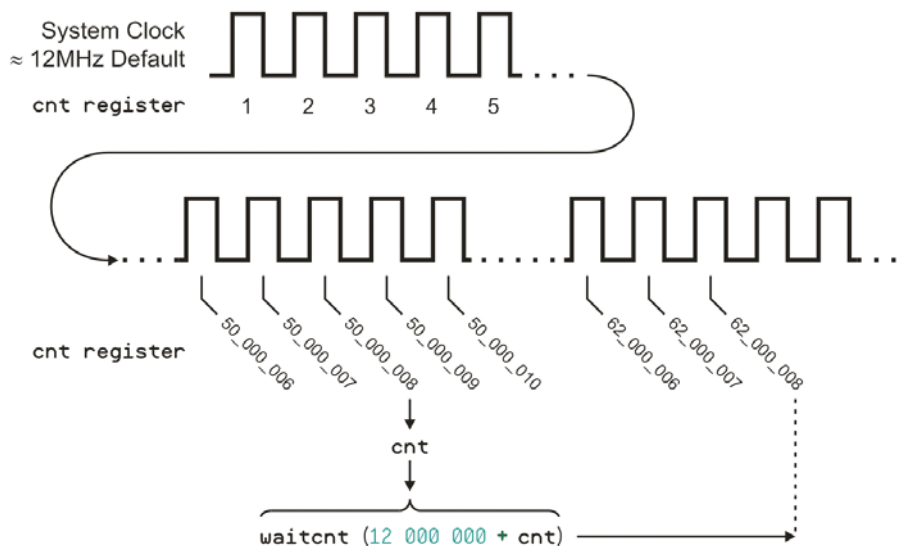 System Clock
≈ 12MHz Default
cnt register 1 2 3 4 5
50_000_006 50_000_007 50_000_008 50_000_009 50_000_010 62_000_006 62_000_007 62_000_008
cnt register
cnt
waitcnt (12 000 000 + cnt)